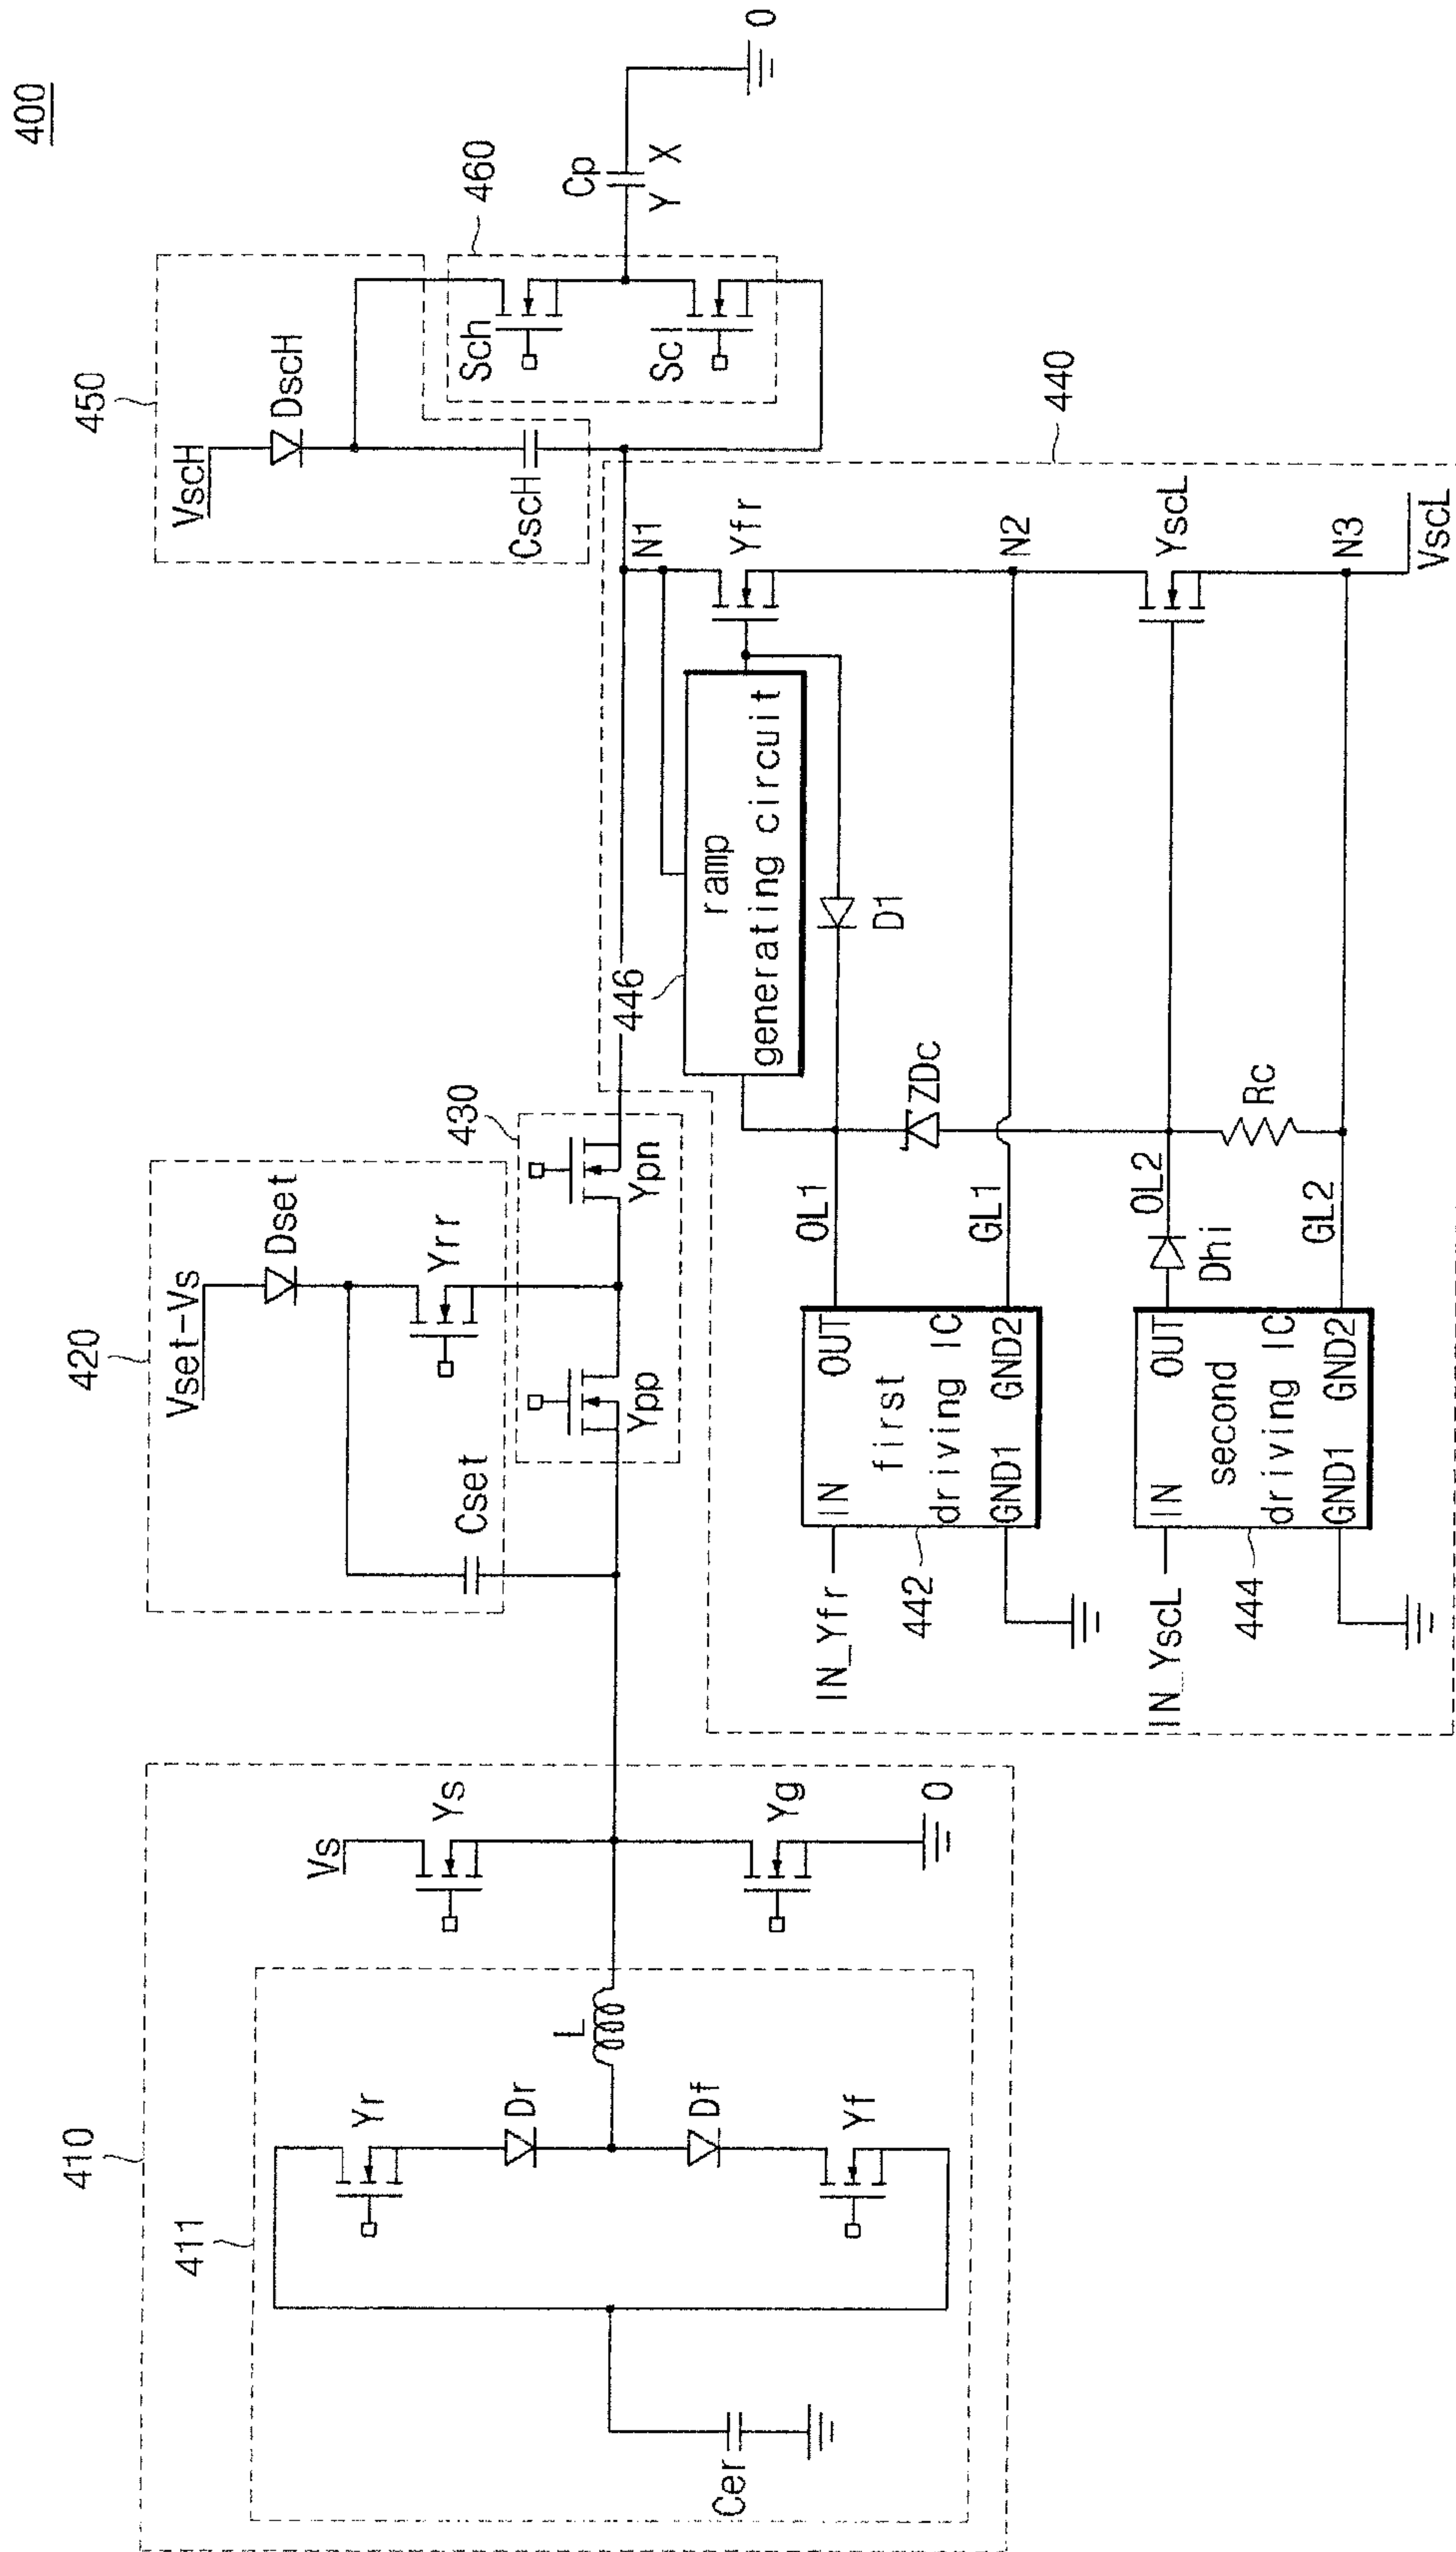 400
410
411
Cer
Yr
Dr
Df
Yf
L
Vs
Ys
Yg
0
420
Vset-Vs
Dset
Cset
Yrr
430
Ypp
Ypn
450
VscH
DscH
CscH
460
Sch
Scl
Cp
Y
X
0
440
446
ramp
generating circuit
N1
Yfr
D1
N2
YscL
N3
VscL
ZDc
Rc
OL1
GL1
OL2
GL2
Dhi
IN_Yfr
442
IN
OUT
first
driving IC
GND1
GND2
IN_YscL
444
IN
OUT
second
driving IC
GND1
GND2